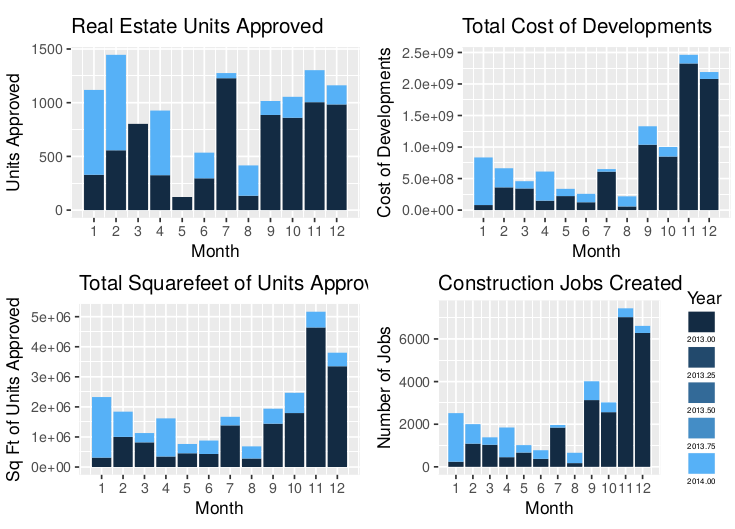 Real Estate Units Approved
Units Approved
1500
1000
500
0
1 2 3 4 5 6 7 8 9 10 11 12
Month
Total Cost of Developments
Cost of Developments
2.5e+09
2.0e+09
1.5e+09
1.0e+09
5.0e+08
0.0e+00
1 2 3 4 5 6 7 8 9 10 11 12
Month
Total Squarefeet of Units Approv
Sq Ft of Units Approved
5e+06
4e+06
3e+06
2e+06
1e+06
0e+00
1 2 3 4 5 6 7 8 9 10 11 12
Month
Construction Jobs Created
Number of Jobs
6000
4000
2000
0
1 2 3 4 5 6 7 8 9 10 11 12
Month
Year
2013.00
2013.25
2013.50
2013.75
2014.00